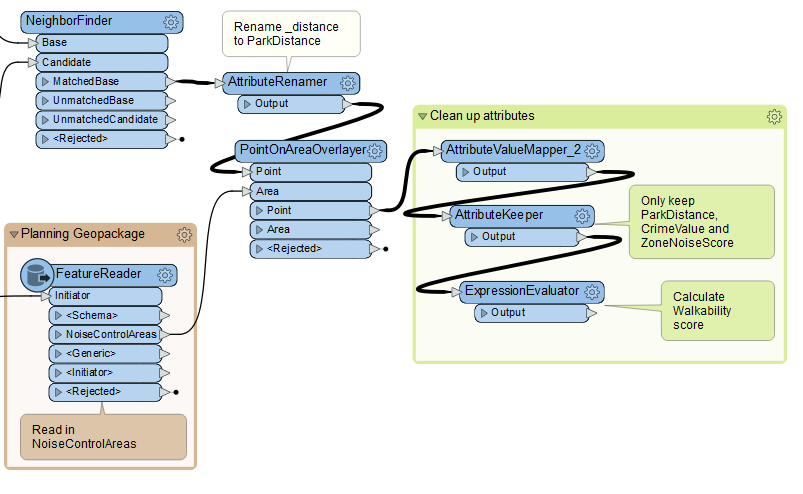 NeighborFinder
Base
Candidate
MatchedBase
UnmatchedBase
UnmatchedCandidate
<Rejected>
Rename _distance
to ParkDistance
AttributeRenamer
Output
PointOnAreaOverlayer
Point
Area
Point
Area
<Rejected>
Planning Geopackage
FeatureReader
Initiator
<Schema>
NoiseControlAreas
<Generic>
<Initiator>
<Rejected>
Read in
NoiseControlAreas
Clean up attributes
AttributeValueMapper_2
Output
AttributeKeeper
Output
Only keep
ParkDistance,
CrimeValue and
ZoneNoiseScore
ExpressionEvaluator
Output
Calculate
Walkability
score